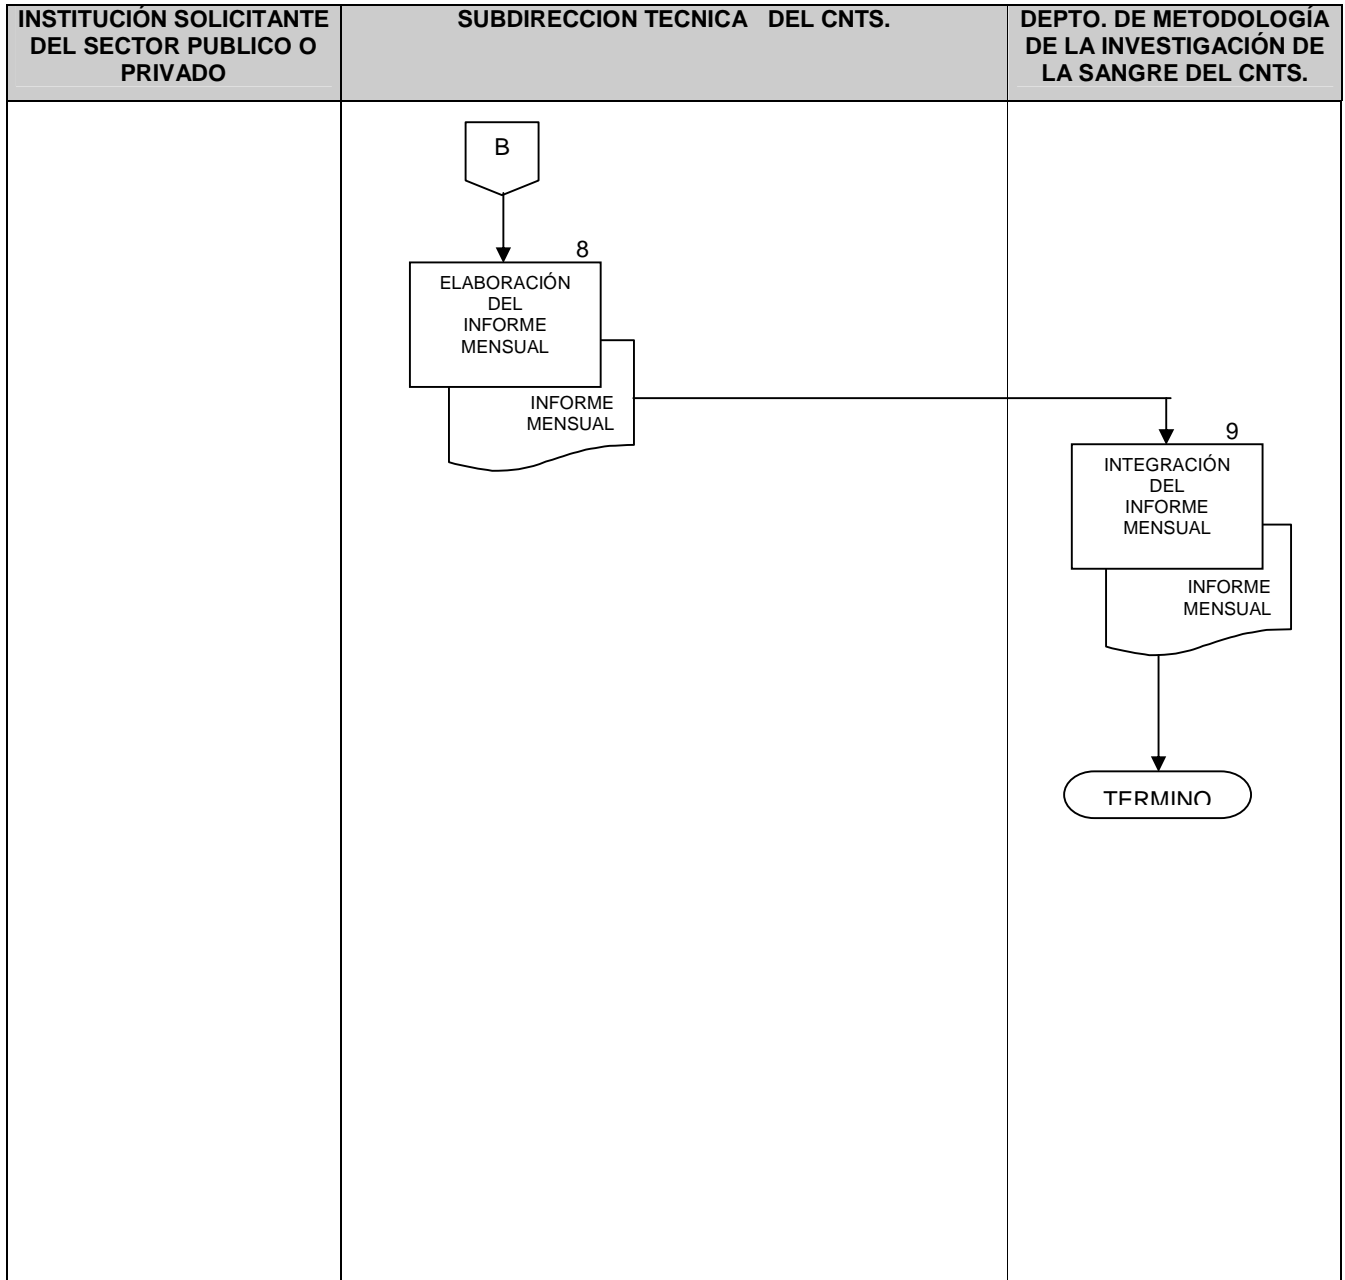 INSTITUCIÓN SOLICITANTE
DEL SECTOR PUBLICO O
PRIVADO
SUBDIRECCION TECNICA DEL CNTS.
DEPTO. DE METODOLOGÍA
DE LA INVESTIGACIÓN DE
LA SANGRE DEL CNTS.
B
8
ELABORACIÓN
DEL
INFORME
MENSUAL
INFORME
MENSUAL
9
INTEGRACIÓN
DEL
INFORME
MENSUAL
INFORME
MENSUAL
TERMINO